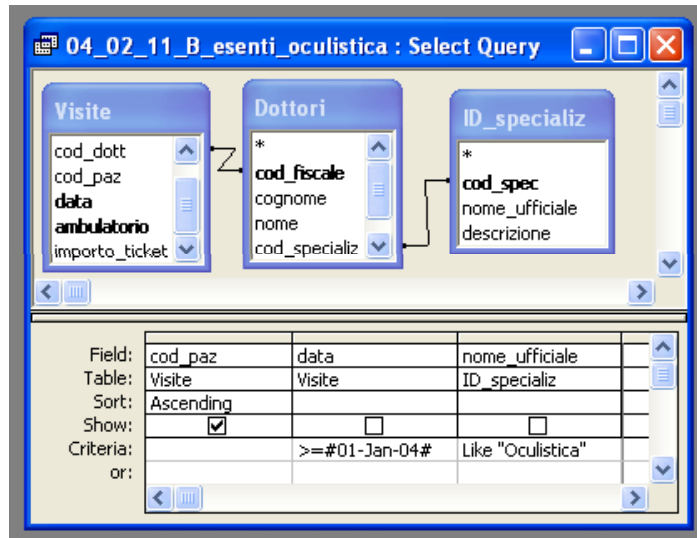 04_02_11_B_esenti_oculistica : Select Query
Visite
cod_dott
cod_paz
data
ambulatorio
importo_ticket
Dottori
*
cod_fiscale
cognome
nome
cod_specializ
ID_specializ
*
cod_spec
nome_ufficiale
descrizione
Field: cod_paz data nome_ufficiale
Table: Visite Visite ID_specializ
Sort: Ascending
Show:
Criteria: >=#01-Jan-04# Like "Oculistica"
or: